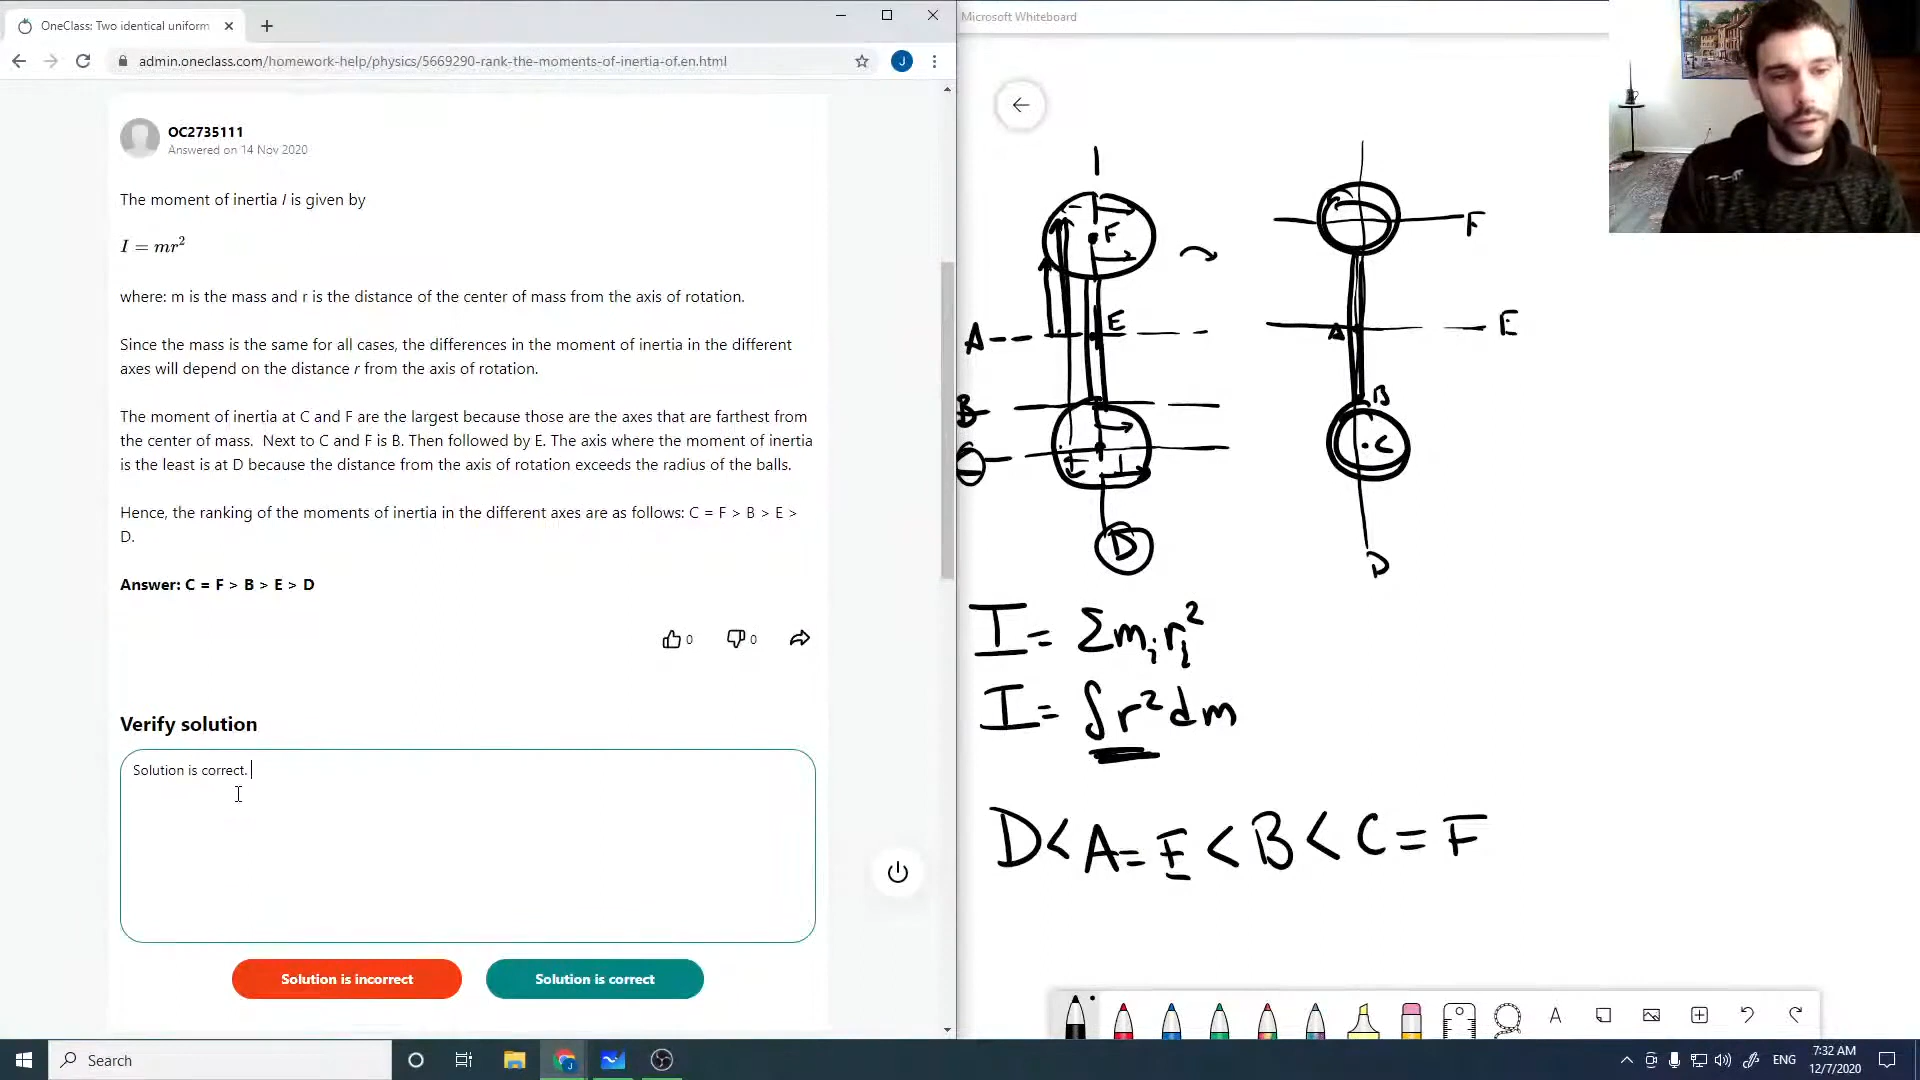 OneClass: Two identical uniform
Microsoft Whiteboard
admin.oneclass.com/homework-help/physics/5669290-rank-the-moments-of-inertia-of.en.html
J
OC2735111
Answered on 14 Nov 2020
The moment of inertia I is given by
I = mr²
where: m is the mass and r is the distance of the center of mass from the axis of rotation.
Since the mass is the same for all cases, the differences in the moment of inertia in the different
axes will depend on the distance r from the axis of rotation.
The moment of inertia at C and F are the largest because those are the axes that are farthest from
the center of mass. Next to C and F is B. Then followed by E. The axis where the moment of inertia
is the least is at D because the distance from the axis of rotation exceeds the radius of the balls.
Hence, the ranking of the moments of inertia in the different axes are as follows: C = F > B > E >
D.
Answer: C = F > B > E > D
0
0
Verify solution
Solution is correct.
Solution is incorrect
Solution is correct
F
E
A
B
D
F
E
A
B
C
D
I = Σmᵢrᵢ²
I = ∫r²dm
D < A = E < B < C = F
A
Search
ENG
7:32 AM
12/7/2020